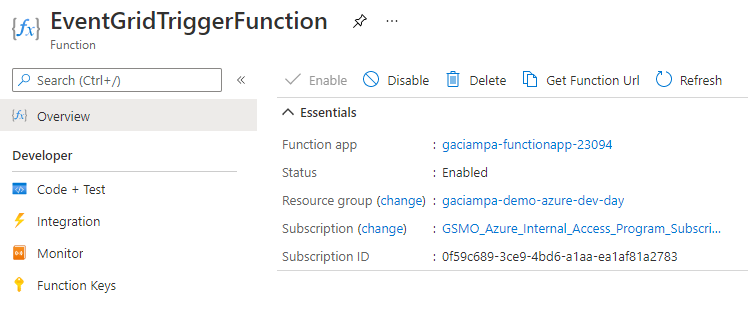 EventGridTriggerFunction
Function
Search (Ctrl+/)
Overview
Developer
Code + Test
Integration
Monitor
Function Keys
Enable Disable Delete Get Function Url Refresh
Essentials
Function app : gaciampa-functionapp-23094
Status : Enabled
Resource group (change) : gaciampa-demo-azure-dev-day
Subscription (change) : GSMO_Azure_Internal_Access_Program_Subscri...
Subscription ID : 0f59c689-3ce9-4bd6-a1aa-ea1af81a2783